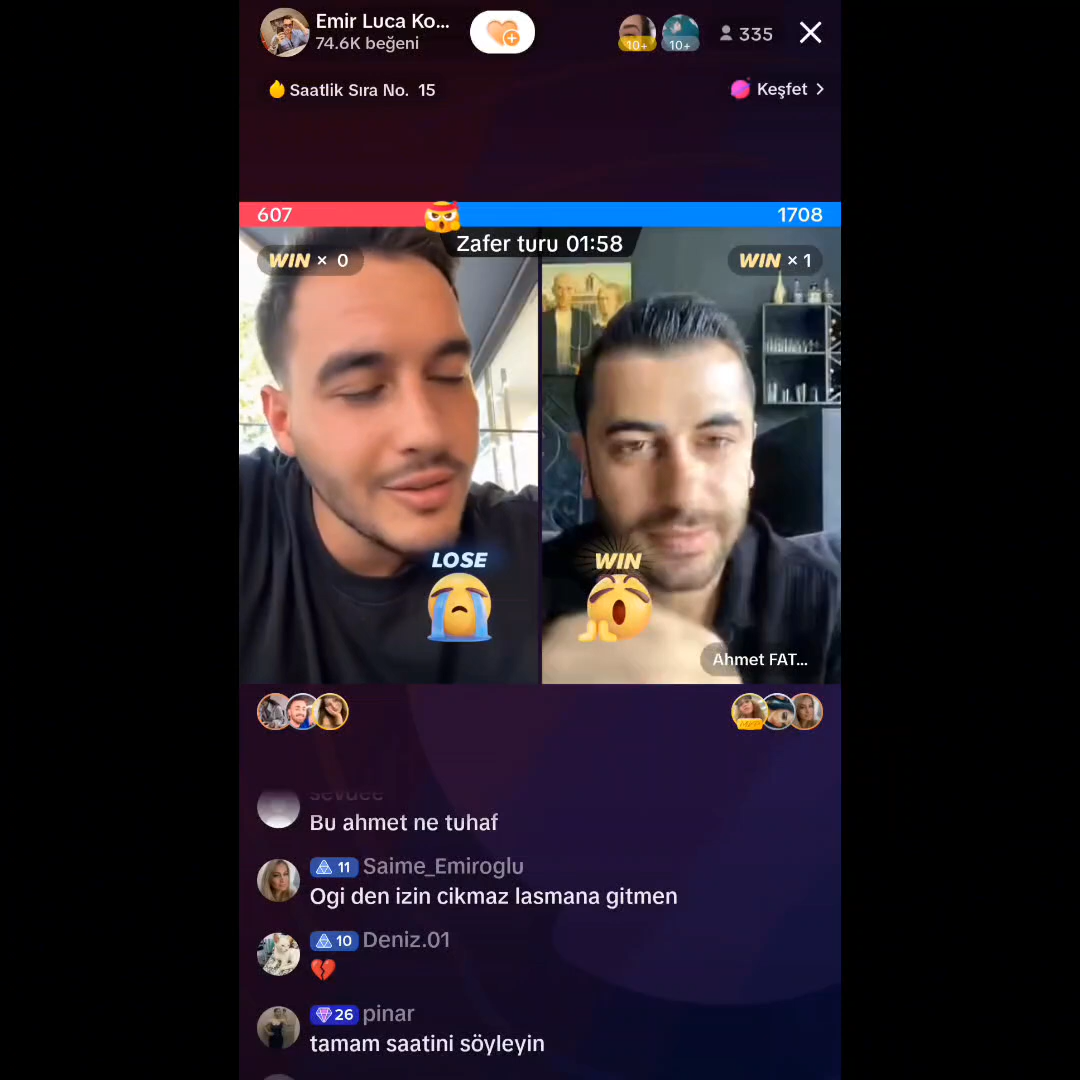 Emir Luca Ko...
74.6K beğeni
10+
10+
335
Saatlik Sıra No. 15
Keşfet
607
1708
Zafer turu 01:58
WIN × 0
WIN × 1
LOSE
WIN
Ahmet FAT...
sevdee
Bu ahmet ne tuhaf
11 Saime_Emiroglu
Ogi den izin cikmaz lasmana gitmen
10 Deniz.01
26 pinar
tamam saatini söyleyin